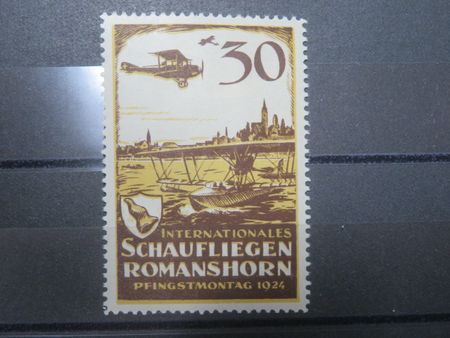 30
INTERNATIONALES
SCHAUFLIEGEN
ROMANSHORN
PFINGSTMONTAG 1924